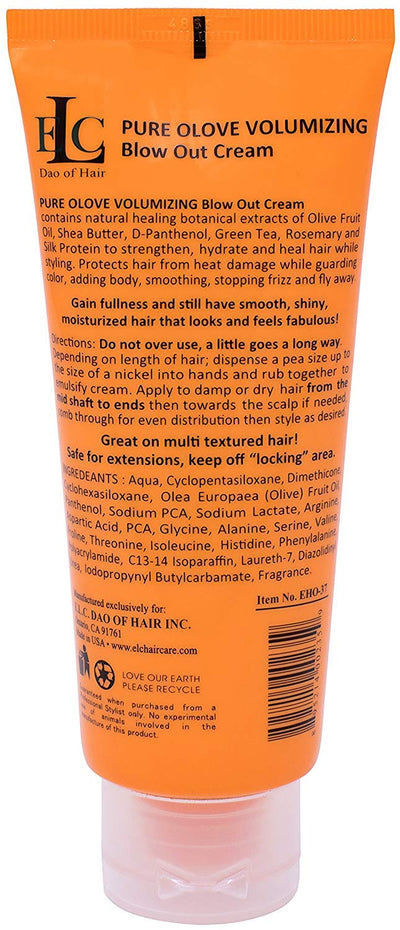 ELC
Dao of Hair
PURE OLOVE VOLUMIZING
Blow Out Cream
PURE OLOVE VOLUMIZING Blow Out Cream
contains natural healing botanical extracts of Olive Fruit
Oil, Shea Butter, D-Panthenol, Green Tea, Rosemary and
Silk Protein to strengthen, hydrate and heal hair while
styling. Protects hair from heat damage while guarding
color, adding body, smoothing, stopping frizz and fly away.
Gain fullness and still have smooth, shiny,
moisturized hair that looks and feels fabulous!
Directions: Do not over use, a little goes a long way.
Depending on length of hair; dispense a pea size up to
the size of a nickel into hands and rub together to
emulsify cream. Apply to damp or dry hair from the
mid shaft to ends then towards the scalp if needed.
comb through for even distribution then style as desired
Great on multi textured hair!
Safe for extensions, keep off “locking” area.
INGREDEANTS : Aqua, Cyclopentasiloxane, Dimethicone,
Cyclohexasiloxane, Olea Europaea (Olive) Fruit Oil,
Panthenol, Sodium PCA, Sodium Lactate, Arginine,
Aspartic Acid, PCA, Glycine, Alanine, Serine, Valine,
Proline, Threonine, Isoleucine, Histidine, Phenylalanine,
Polyacrylamide, C13-14 Isoparaffin, Laureth-7, Diazolidinyl
Urea, Iodopropynyl Butylcarbamate, Fragrance.
Item No. EHO-37
Manufactured exclusively for:
E.L.C. DAO OF HAIR INC.
Ontario, CA 91761
Made in USA • www.elchaircare.com
LOVE OUR EARTH
PLEASE RECYCLE
Guaranteed when purchased from a
Professional Stylist only. No experimental
use of animals involved in the
manufacture of this product.